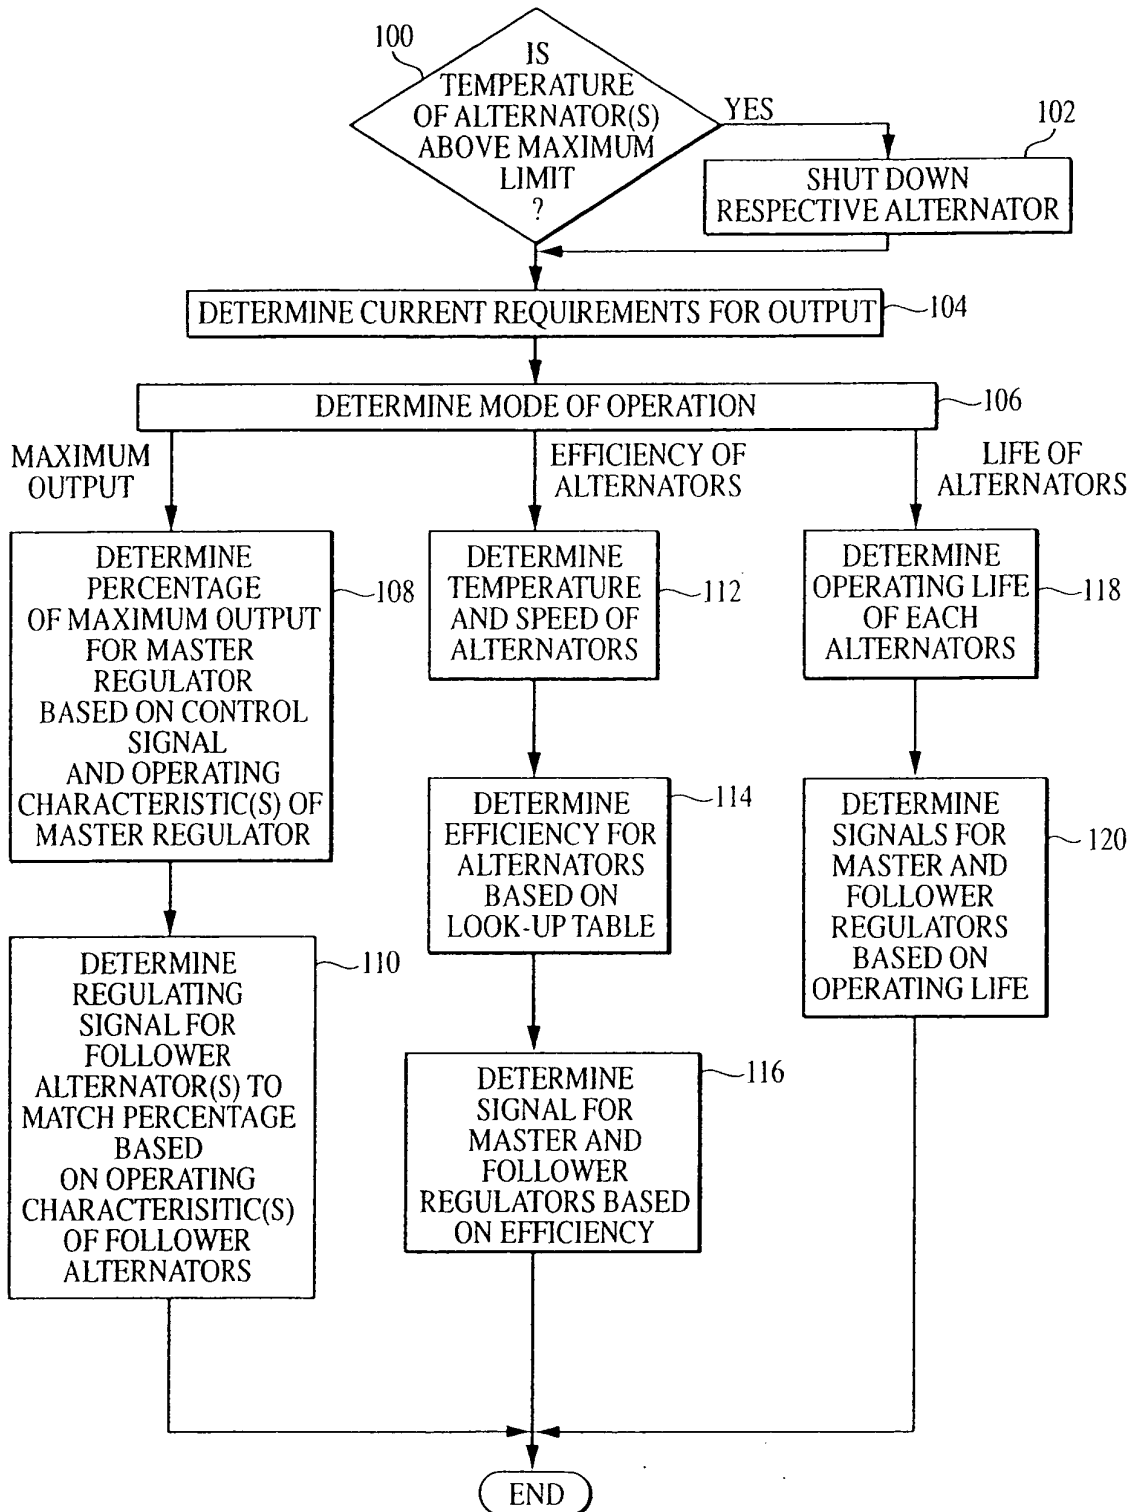 100
IS
TEMPERATURE
OF ALTERNATOR(S)
ABOVE MAXIMUM
LIMIT
?
YES
102
SHUT DOWN
RESPECTIVE ALTERNATOR
DETERMINE CURRENT REQUIREMENTS FOR OUTPUT
104
DETERMINE MODE OF OPERATION
106
MAXIMUM
OUTPUT
EFFICIENCY OF
ALTERNATORS
LIFE OF
ALTERNATORS
DETERMINE
PERCENTAGE
OF MAXIMUM OUTPUT
FOR MASTER
REGULATOR
BASED ON CONTROL
SIGNAL
AND OPERATING
CHARACTERISTIC(S) OF
MASTER REGULATOR
108
DETERMINE
REGULATING
SIGNAL FOR
FOLLOWER
ALTERNATOR(S) TO
MATCH PERCENTAGE
BASED
ON OPERATING
CHARACTERISITIC(S)
OF FOLLOWER
ALTERNATORS
110
DETERMINE
TEMPERATURE
AND SPEED OF
ALTERNATORS
112
DETERMINE
EFFICIENCY FOR
ALTERNATORS
BASED ON
LOOK-UP TABLE
114
DETERMINE
SIGNAL FOR
MASTER AND
FOLLOWER
REGULATORS BASED
ON EFFICIENCY
116
DETERMINE
OPERATING LIFE
OF EACH
ALTERNATORS
118
DETERMINE
SIGNALS FOR
MASTER AND
FOLLOWER
REGULATORS
BASED ON
OPERATING LIFE
120
END